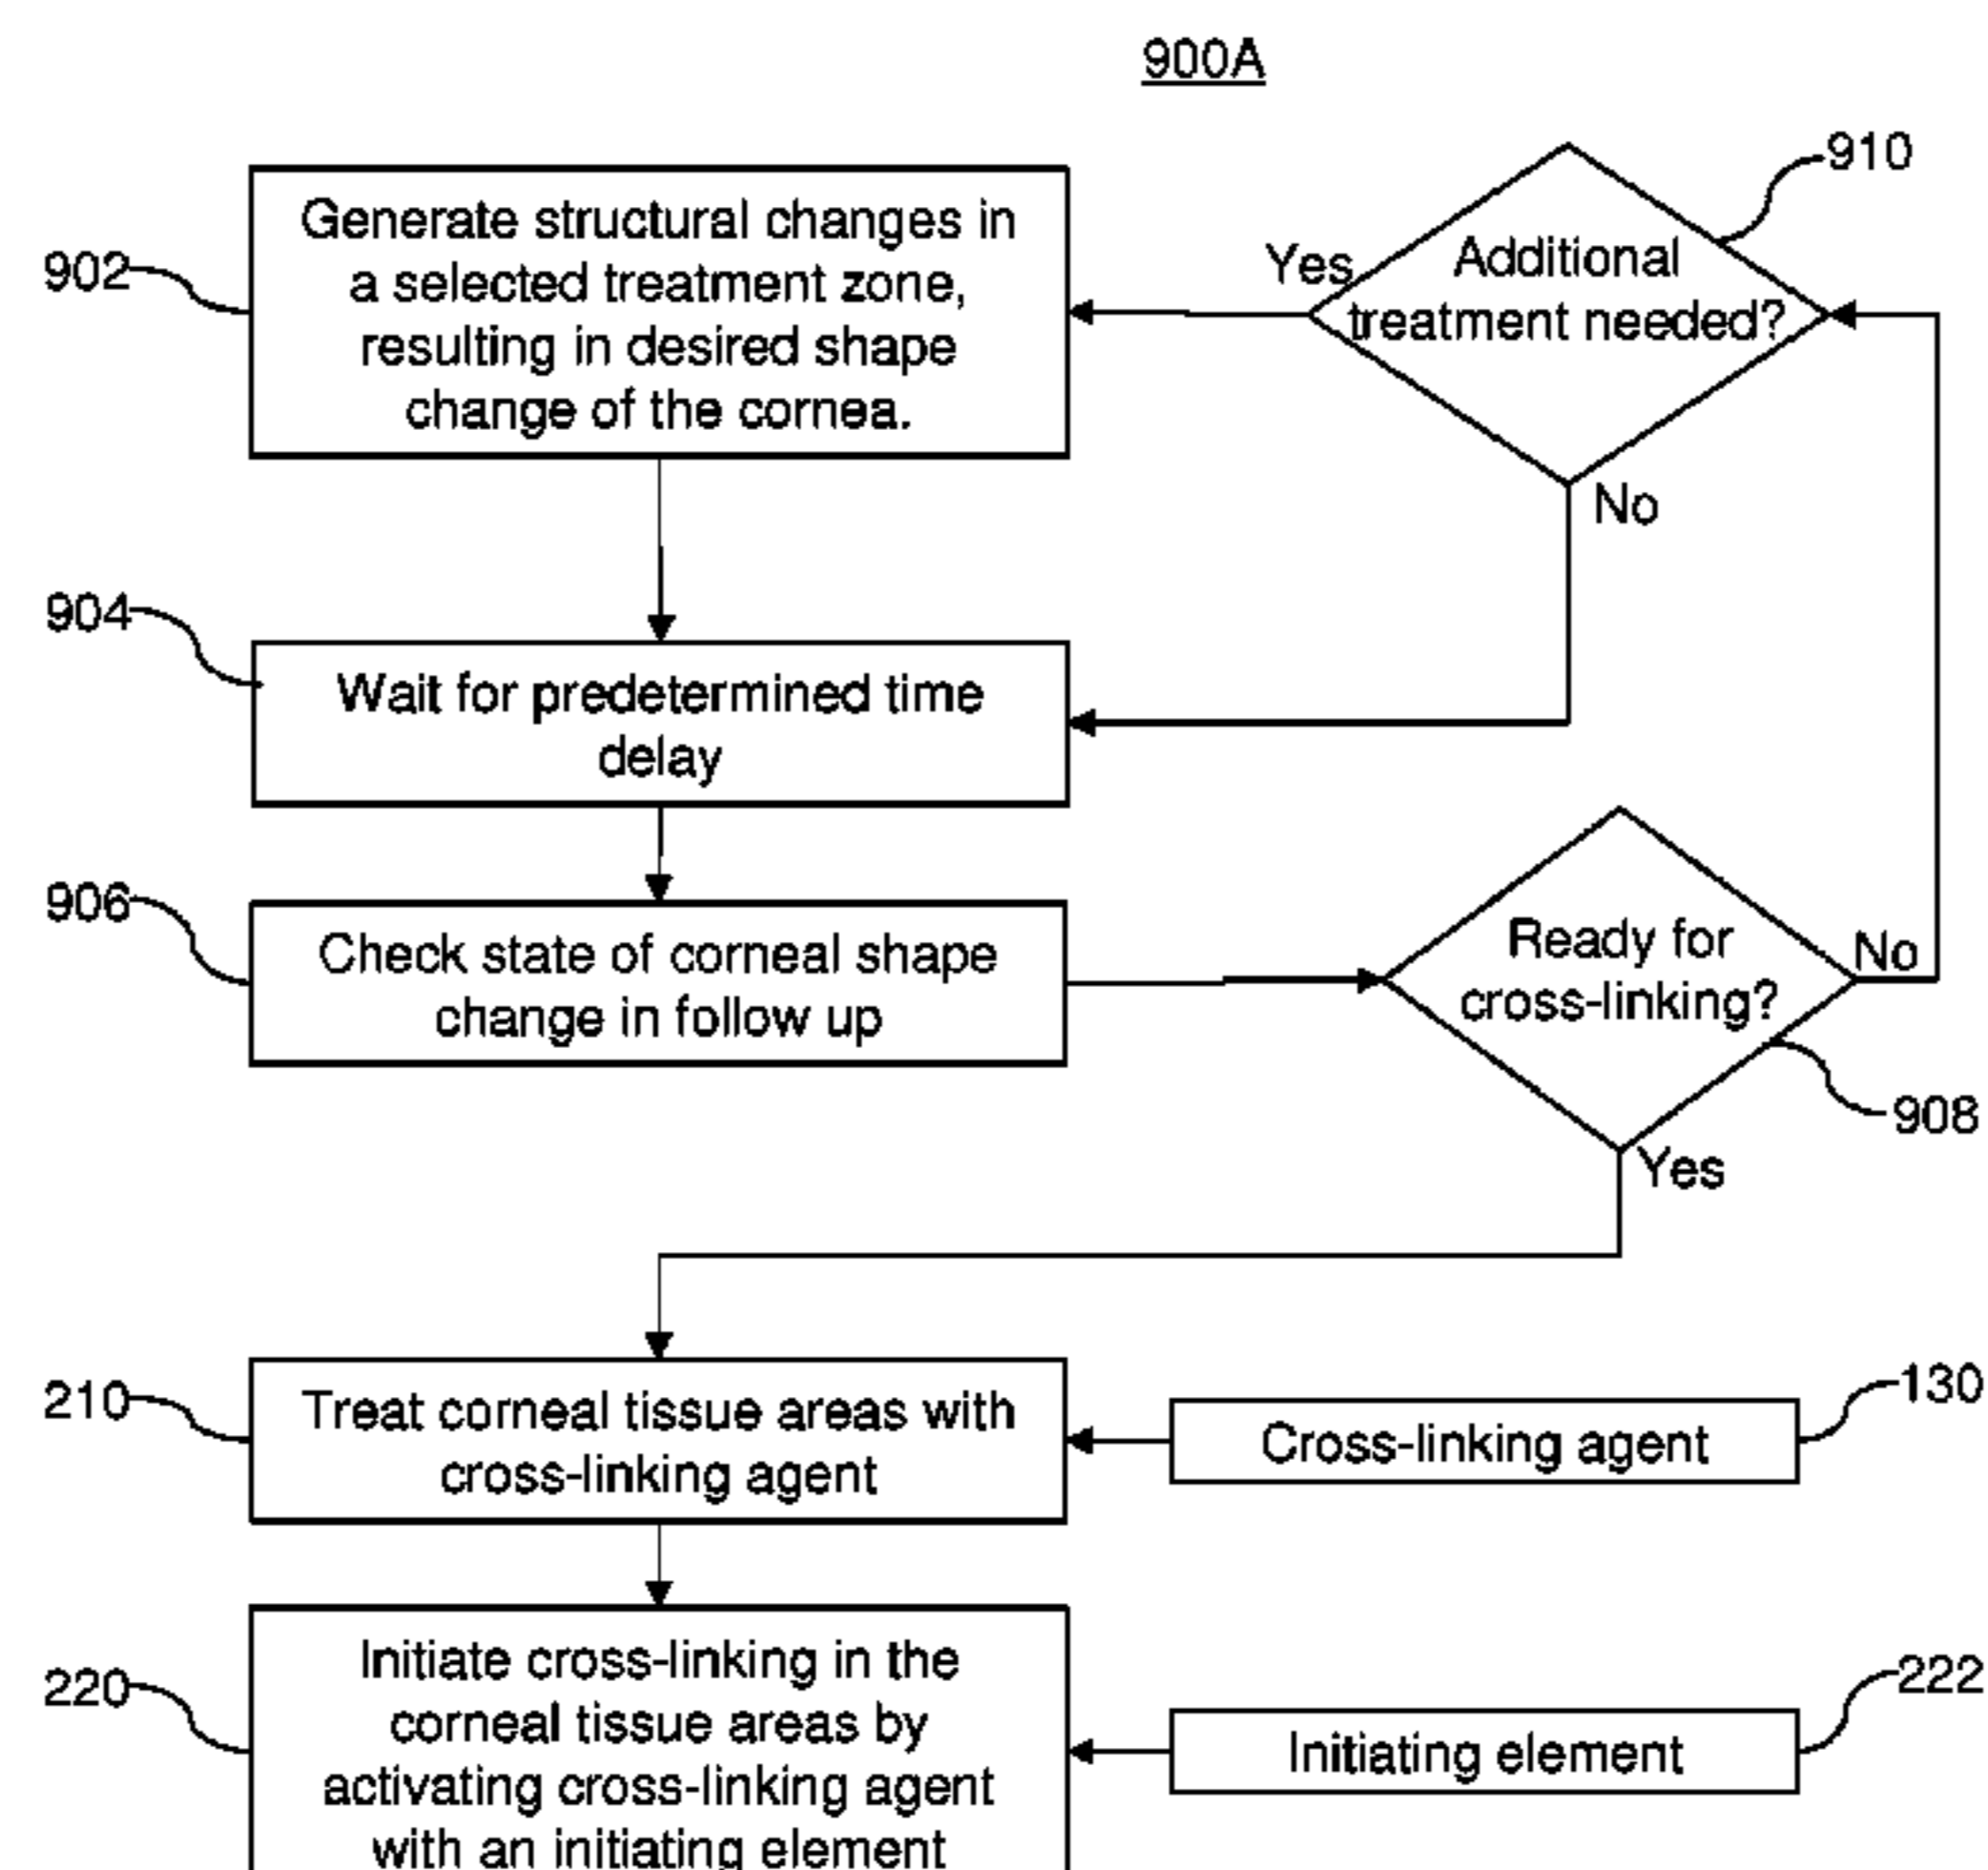 900A
910
Generate structural changes in
a selected treatment zone,
resulting in desired shape
change of the cornea.
902
Yes
Additional
treatment needed?
No
904
Wait for predetermined time
delay
906
Check state of corneal shape
change in follow up
Ready for
cross-linking?
No
908
Yes
210
Treat corneal tissue areas with
cross-linking agent
Cross-linking agent
130
220
Initiate cross-linking in the
corneal tissue areas by
activating cross-linking agent
with an initiating element
Initiating element
222